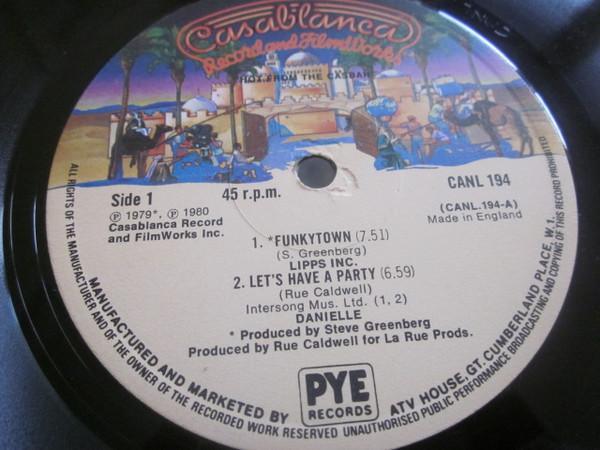 Casablanca
Record and FilmWorks
"HOT FROM THE CASBAH"
Side 1
45 r.p.m.
CANL 194
℗ 1979*, ℗ 1980
Casablanca Record
and FilmWorks Inc.
(CANL.194-A)
Made in England
1. *FUNKYTOWN (7.51)
(S. Greenberg)
LIPPS INC.
2. LET'S HAVE A PARTY (6.59)
(Rue Caldwell)
Intersong Mus. Ltd. (1, 2)
DANIELLE
* Produced by Steve Greenberg
Produced by Rue Caldwell for La Rue Prods.
PYE
RECORDS
MANUFACTURED AND MARKETED BY
ATV HOUSE, GT. CUMBERLAND PLACE, W.1.
ALL RIGHTS OF THE MANUFACTURER AND OF THE OWNER OF THE RECORDED WORK RESERVED UNAUTHORISED PUBLIC PERFORMANCE BROADCASTING AND COPYING OF THIS RECORD PROHIBITED